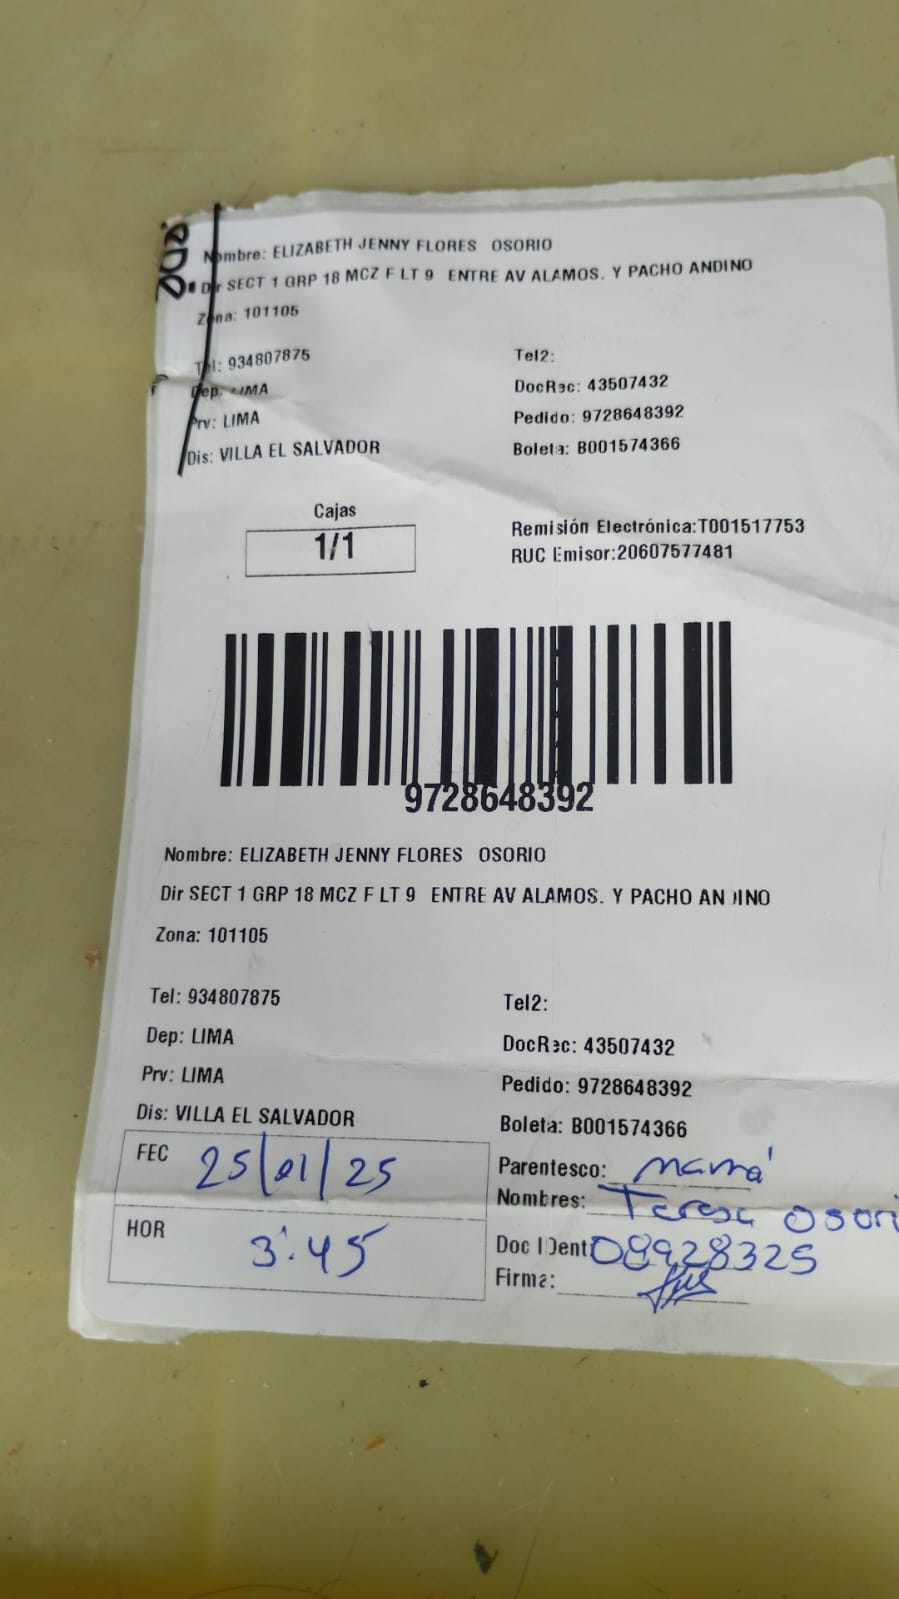 Nombre: ELIZABETH JENNY FLORES OSORIO
Dir SECT 1 GRP 18 MCZ F LT 9 ENTRE AV ALAMOS. Y PACHO ANDINO
Zona: 101105
Tel: 934807875 Tel2:
Dep: LIMA DocRec: 43507432
Prv: LIMA Pedido: 9728648392
Dis: VILLA EL SALVADOR Boleta: B001574366
Cajas
1/1
Remisión Electrónica:T001517753
RUC Emisor:20607577481
9728648392
Nombre: ELIZABETH JENNY FLORES OSORIO
Dir SECT 1 GRP 18 MCZ F LT 9 ENTRE AV ALAMOS. Y PACHO ANDINO
Zona: 101105
Tel: 934807875 Tel2:
Dep: LIMA DocRec: 43507432
Prv: LIMA Pedido: 9728648392
Dis: VILLA EL SALVADOR Boleta: B001574366
FEC 25/01/25 Parentesco: mamá
Nombres: Teresa Osori
HOR 3:45 Doc IDent: 08928325
Firma: